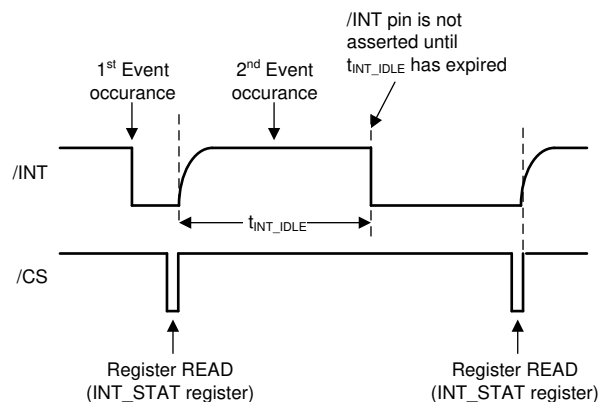 /INT pin is not
asserted until
tINT_IDLE has expired
1st Event
occurance
2nd Event
occurance
/INT
tINT_IDLE
/CS
Register READ
(INT_STAT register)
Register READ
(INT_STAT register)